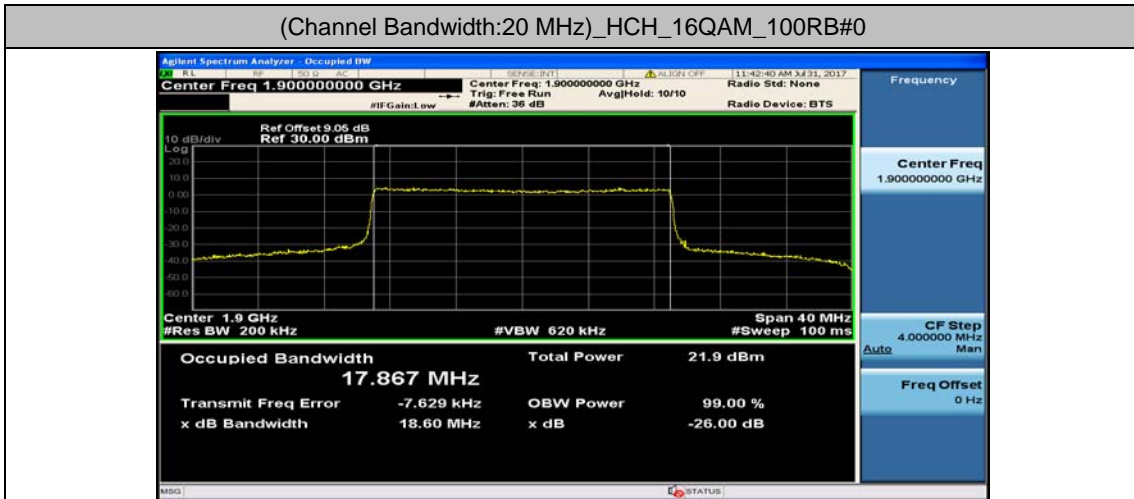 (Channel Bandwidth:20 MHz)_HCH_16QAM_100RB#0
Agilent Spectrum Analyzer - Occupied BW
LXI RL RF 50 Ω AC SENSE:INT ALIGN OFF 11:42:40 AM Jul 31, 2017
Center Freq 1.900000000 GHz
Center Freq: 1.900000000 GHz
Radio Std: None
Trig: Free Run Avg|Hold: 10/10
#IFGain:Low #Atten: 36 dB Radio Device: BTS
Frequency
Ref Offset 9.05 dB
10 dB/div Ref 30.00 dBm
Log
20.0
10.0
0.00
-10.0
-20.0
-30.0
-40.0
-50.0
-60.0
Center Freq
1.900000000 GHz
Center 1.9 GHz Span 40 MHz
#Res BW 200 kHz #VBW 620 kHz #Sweep 100 ms
CF Step
4.000000 MHz
Auto Man
Freq Offset
0 Hz
Occupied Bandwidth Total Power 21.9 dBm
17.867 MHz
Transmit Freq Error -7.629 kHz OBW Power 99.00 %
x dB Bandwidth 18.60 MHz x dB -26.00 dB
MSG STATUS